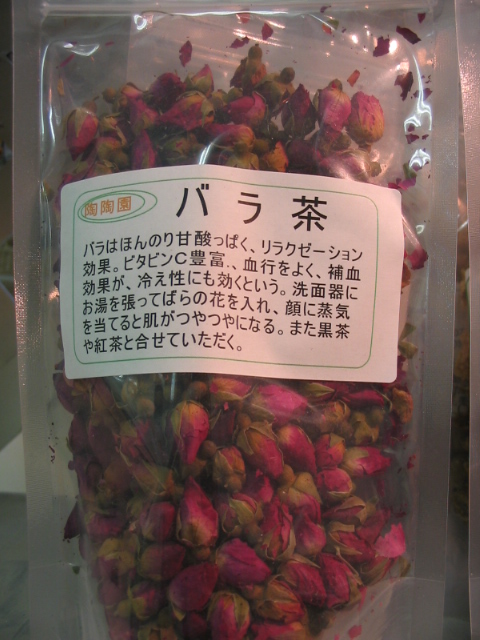 陶陶園
バラ茶
バラはほんのり甘酸っぱく、リラクゼーション
効果。ビタビンC豊富.、血行をよく、補血
効果が、冷え性にも効くという。洗面器に
お湯を張ってばらの花を入れ、顔に蒸気
を当てると肌がつやつやになる。また黒茶
や紅茶と合せていただく。